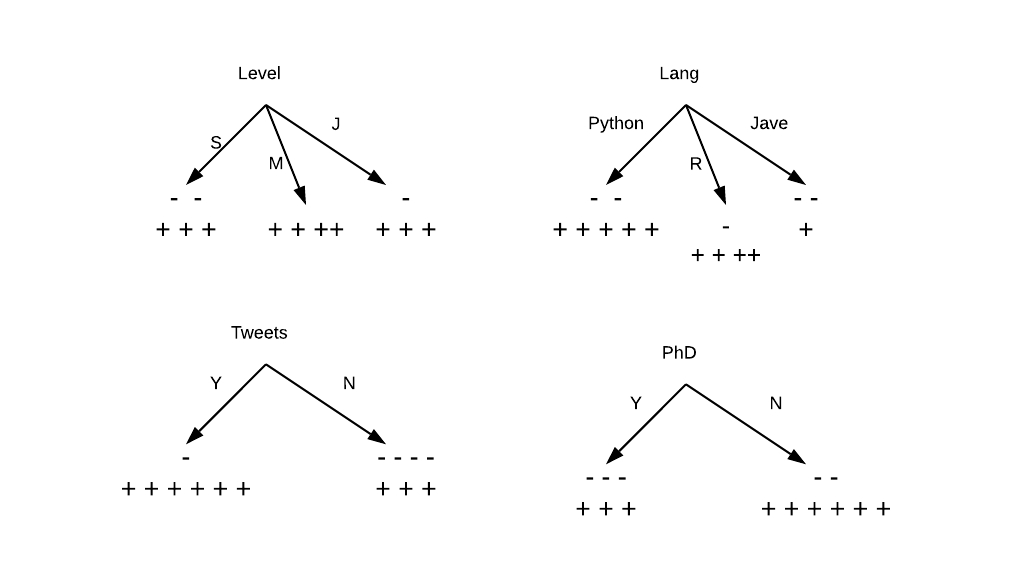 Level
Lang
S
M
J
Python
R
Jave
- -
-
- -
- -
+ + +
+ + ++
+ + +
+ + + + +
-
+
+ + ++
Tweets
PhD
Y
N
Y
N
-
- - - -
- - -
- -
+ + + + + +
+ + +
+ + +
+ + + + + +